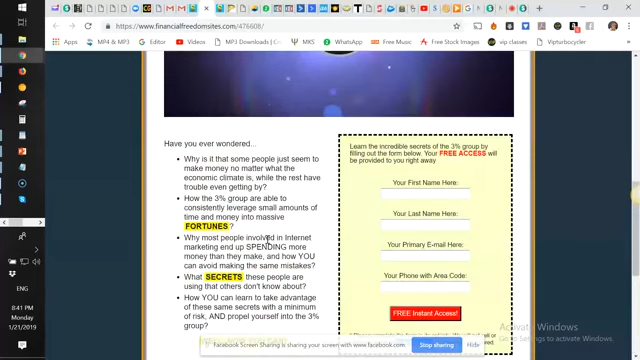 https://www.financialfreedomsites.com/476608/
Apps
MP4 & MP3
Editor
MP3 Downloads
MKS
WhatsApp
Free Music
vip classes
Vipturbocycler
Have you ever wondered...
Why is it that some people just seem to
make money no matter what the
economic climate is, while the rest have
trouble even getting by?
How the 3% group are able to
consistently leverage small amounts of
time and money into massive
FORTUNES?
Why most people involved in Internet
marketing end up SPENDING more
money than they make, and how YOU
can avoid making the same mistakes?
What SECRETS these people are
using that others don't know about?
How YOU can learn to take advantage
of these same secrets with a minimum
of risk, AND propel yourself into the 3%
group?
Learn the incredible secrets of the 3% group by
filling out the form below. Your FREE ACCESS will
be provided to you right away
Your First Name Here:
Your Last Name Here:
Your Primary E-mail Here:
Your Phone with Area Code:
FREE Instant Access!
Activate Windows
Go to Settings to activate Windows.
Facebook Screen Sharing is sharing your screen with www.facebook.com.
Stop sharing
Hide
8:41 PM
Monday
1/21/2019